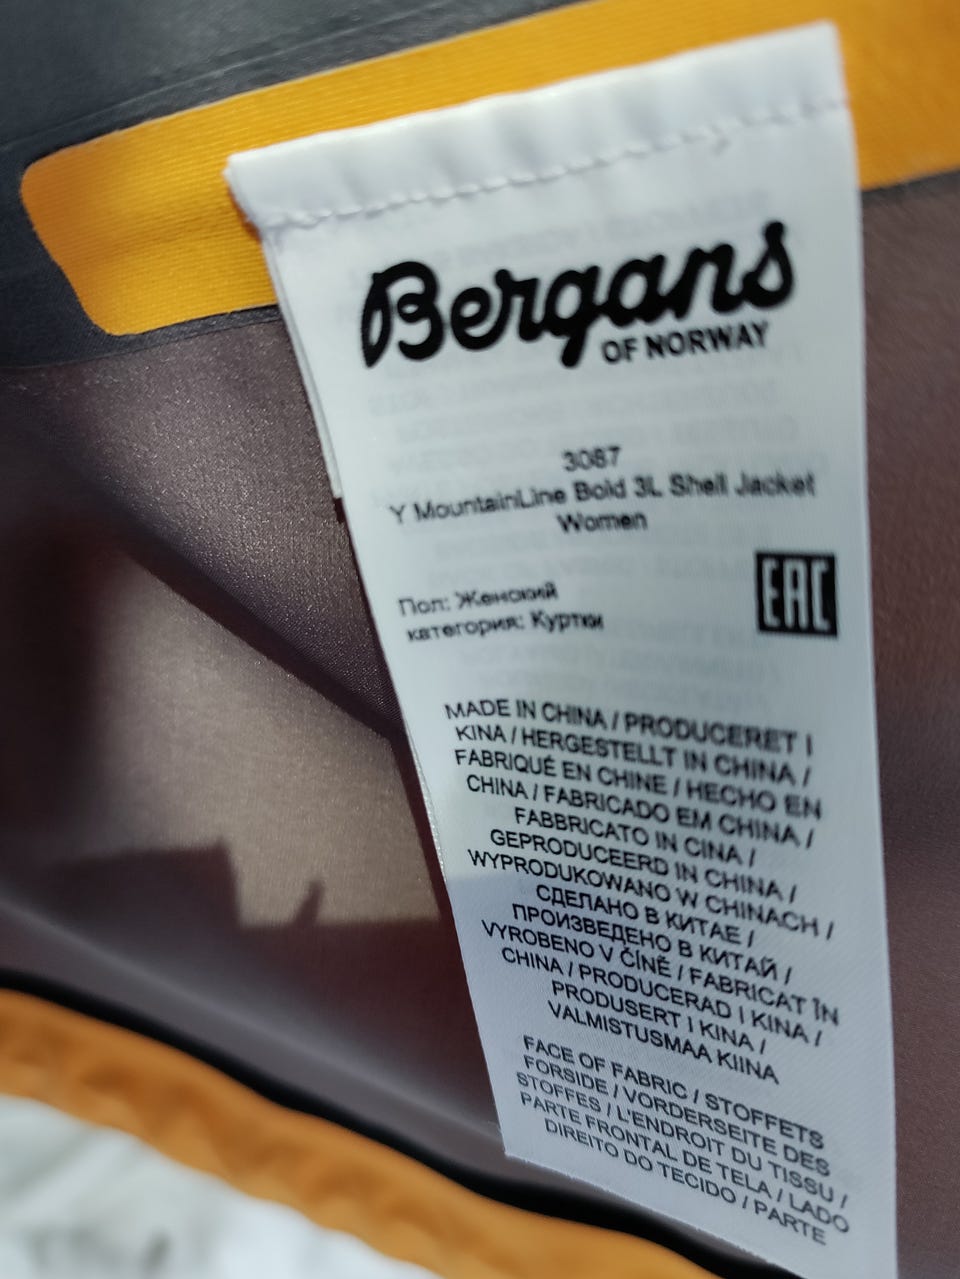 Bergans
OF NORWAY
3087
Y MountainLine Bold 3L Shell Jacket
Women
Пол: Женский
категория: Куртки
EAC
MADE IN CHINA / PRODUCERET I
KINA / HERGESTELLT IN CHINA /
FABRIQUÉ EN CHINE / HECHO EN
CHINA / FABRICADO EM CHINA /
FABBRICATO IN CINA /
GEPRODUCEERD IN CHINA /
WYPRODUKOWANO W CHINACH /
СДЕЛАНО В КИТАЕ /
ПРОИЗВЕДЕНО В КИТАЙ /
VYROBENO V ČÍNĚ / FABRICAT ÎN
CHINA / PRODUCERAD I KINA /
PRODUSERT I KINA /
VALMISTUSMAA KIINA
FACE OF FABRIC / STOFFETS
FORSIDE / VORDERSEITE DES
STOFFES / L'ENDROIT DU TISSU /
PARTE FRONTAL DE TELA / LADO
DIREITO DO TECIDO / PARTE